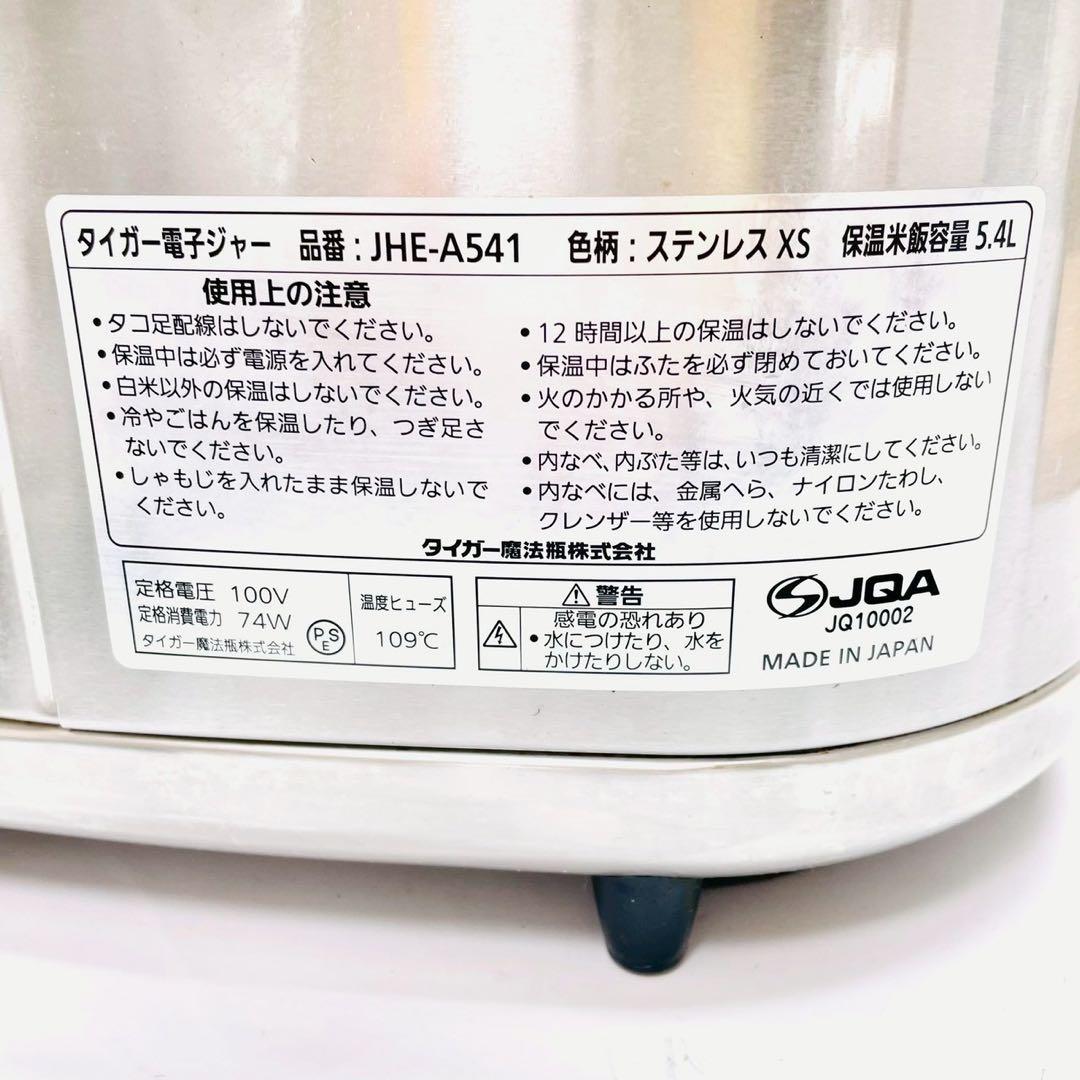 タイガー電子ジャー 品番：JHE-A541 色柄：ステンレス XS 保温米飯容量 5.4L
使用上の注意
•タコ足配線はしないでください。
•保温中は必ず電源を入れてください。
•白米以外の保温はしないでください。
•冷やごはんを保温したり、つぎ足さ
ないでください。
•しゃもじを入れたまま保温しないで
ください。
•12 時間以上の保温はしないでください。
•保温中はふたを必ず閉めておいてください。
•火のかかる所や、火気の近くでは使用しない
でください。
•内なべ、内ぶた等は、いつも清潔にしてください。
•内なべには、金属へら、ナイロンたわし、
クレンザー等を使用しないでください。
タイガー魔法瓶株式会社
定格電圧 100V
定格消費電力 74W
タイガー魔法瓶株式会社
PSE
温度ヒューズ
109℃
⚠ 警告
感電の恐れあり
•水につけたり、水を
かけたりしない。
JQA
JQ10002
MADE IN JAPAN